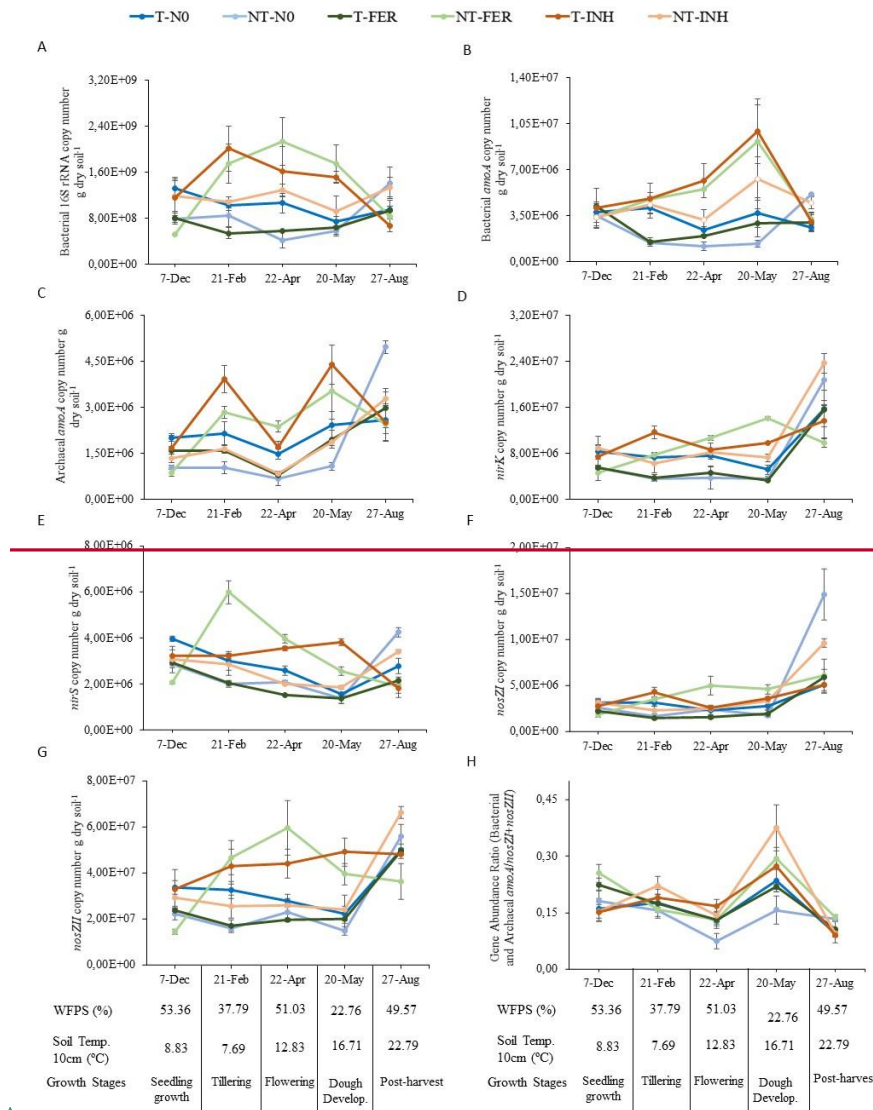 T-N0 NT-N0 T-FER NT-FER T-INH NT-INH
A
Bacterial 16S rRNA copy number
g dry soil⁻¹
3,20E+09
2,40E+09
1,60E+09
8,00E+08
0,00E+00
7-Dec 21-Feb 22-Apr 20-May 27-Aug
B
Bacterial amoA copy number
g dry soil⁻¹
1,40E+07
1,05E+07
7,00E+06
3,50E+06
0,00E+00
7-Dec 21-Feb 22-Apr 20-May 27-Aug
C
Archaeal amoA copy number g
dry soil⁻¹
6,00E+06
4,50E+06
3,00E+06
1,50E+06
0,00E+00
7-Dec 21-Feb 22-Apr 20-May 27-Aug
D
nirK copy number g dry soil⁻¹
3,20E+07
2,40E+07
1,60E+07
8,00E+06
0,00E+00
7-Dec 21-Feb 22-Apr 20-May 27-Aug
E
nirS copy number g dry soil⁻¹
8,00E+06
6,00E+06
4,00E+06
2,00E+06
0,00E+00
7-Dec 21-Feb 22-Apr 20-May 27-Aug
F
nosZI copy number g dry soil⁻¹
2,00E+07
1,50E+07
1,00E+07
5,00E+06
0,00E+00
7-Dec 21-Feb 22-Apr 20-May 27-Aug
G
nosZII copy number g dry soil⁻¹
8,00E+07
6,00E+07
4,00E+07
2,00E+07
0,00E+00
7-Dec 21-Feb 22-Apr 20-May 27-Aug
WFPS (%) 53.36 37.79 51.03 22.76 49.57
Soil Temp.
10cm (ºC) 8.83 7.69 12.83 16.71 22.79
Growth Stages Seedling growth Tillering Flowering Dough Develop. Post-harvest
H
Gene Abundance Ratio (Bacterial
and Archaeal amoA/nosZI+nosZII)
0,45
0,30
0,15
0,00
7-Dec 21-Feb 22-Apr 20-May 27-Aug
WFPS (%) 53.36 37.79 51.03 22.76 49.57
Soil Temp.
10cm (ºC) 8.83 7.69 12.83 16.71 22.79
Growth Stages Seedling growth Tillering Flowering Dough Develop. Post-harvest